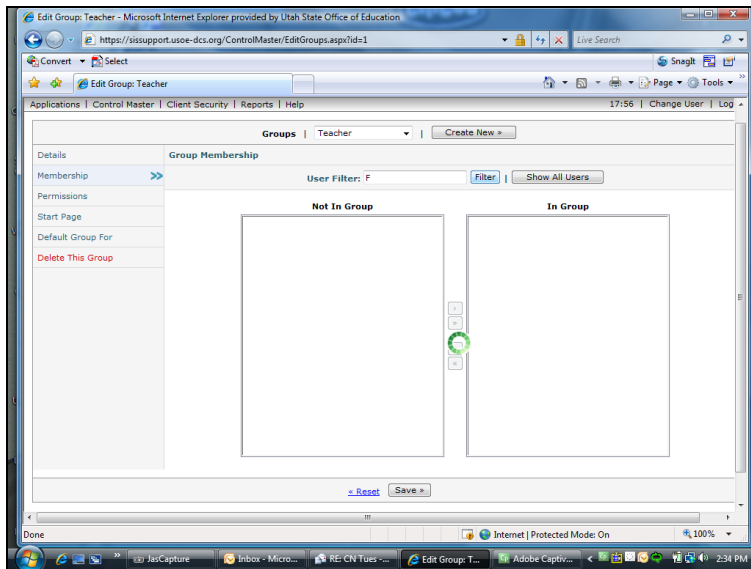 Edit Group: Teacher - Microsoft Internet Explorer provided by Utah State Office of Education
https://sissupport.usoe-dcs.org/ControlMaster/EditGroups.aspx?id=1
Live Search
Convert Select
SnagIt
Edit Group: Teacher
Page Tools
Applications | Control Master | Client Security | Reports | Help
17:56 | Change User | Log
Groups | Teacher | Create New »
Details
Group Membership
Membership
User Filter: F Filter | Show All Users
Permissions
Not In Group In Group
Start Page
Default Group For
Delete This Group
« Reset Save »
Done
Internet | Protected Mode: On 100%
JasCapture Inbox - Micro... RE: CN Tues -... Edit Group: T... Adobe Captiv... 2:34 PM